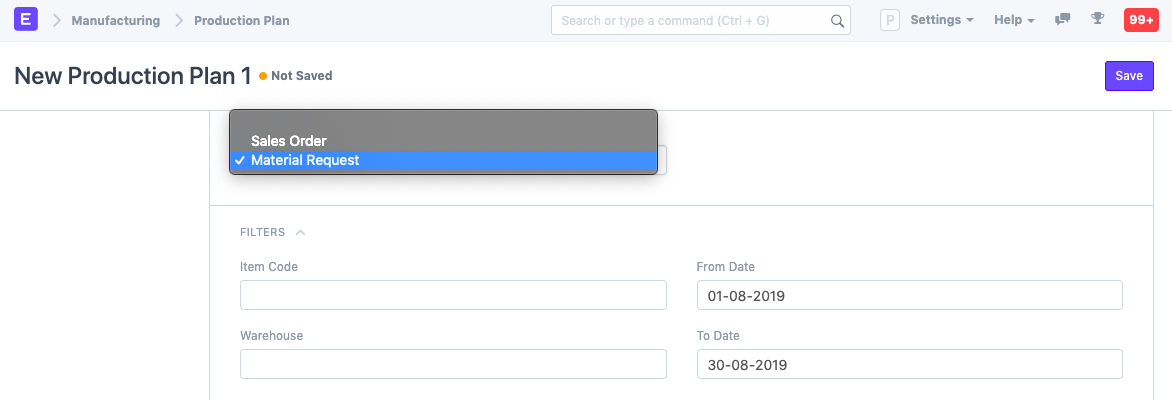 E Manufacturing Production Plan Search or type a command (Ctrl + G) P Settings Help 99+
New Production Plan 1 Not Saved Save
Sales Order
Material Request
FILTERS
Item Code From Date
01-08-2019
Warehouse To Date
30-08-2019